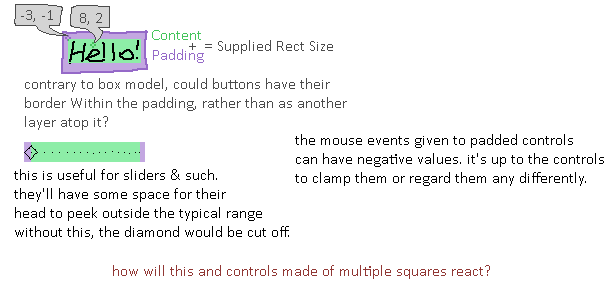 -3, -1
8, 2
Hello!
Content
Padding
+ = Supplied Rect Size
contrary to box model, could buttons have their
border Within the padding, rather than as another
layer atop it?
this is useful for sliders & such.
they'll have some space for their
head to peek outside the typical range
without this, the diamond would be cut off.
the mouse events given to padded controls
can have negative values. it's up to the controls
to clamp them or regard them any differently.
how will this and controls made of multiple squares react?